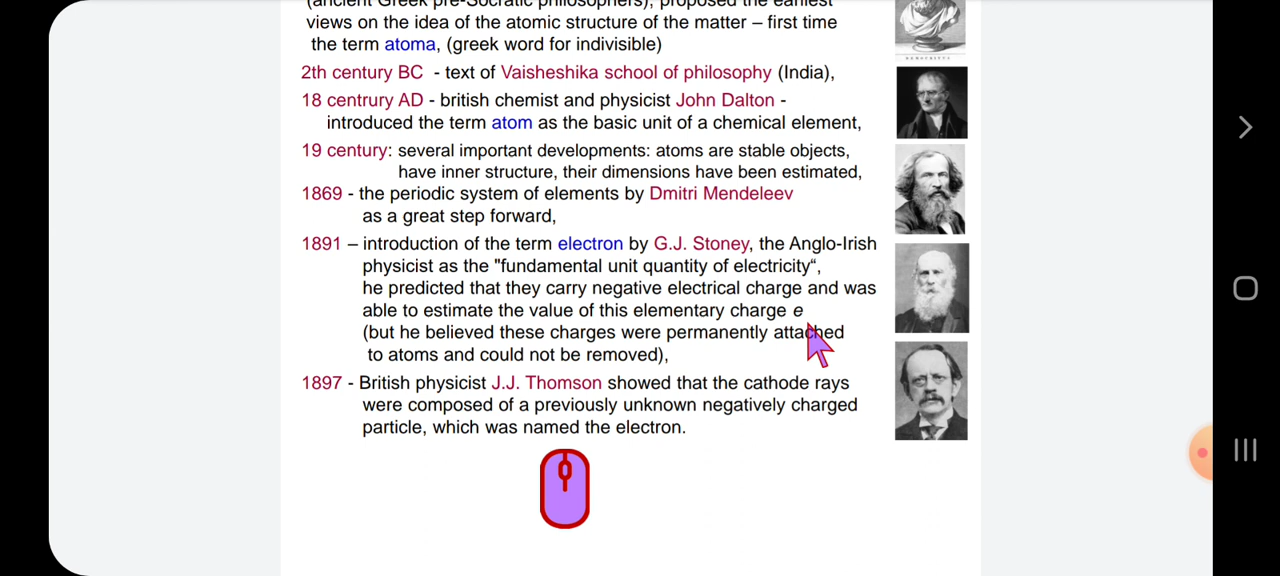 (ancient Greek pre-Socratic philosophers), proposed the earliest
views on the idea of the atomic structure of the matter – first time
the term atoma, (greek word for indivisible)
2th century BC - text of Vaisheshika school of philosophy (India),
18 centrury AD - british chemist and physicist John Dalton -
introduced the term atom as the basic unit of a chemical element,
19 century: several important developments: atoms are stable objects,
have inner structure, their dimensions have been estimated,
1869 - the periodic system of elements by Dmitri Mendeleev
as a great step forward,
1891 – introduction of the term electron by G.J. Stoney, the Anglo-Irish
physicist as the "fundamental unit quantity of electricity“,
he predicted that they carry negative electrical charge and was
able to estimate the value of this elementary charge e
(but he believed these charges were permanently attached
to atoms and could not be removed),
1897 - British physicist J.J. Thomson showed that the cathode rays
were composed of a previously unknown negatively charged
particle, which was named the electron.